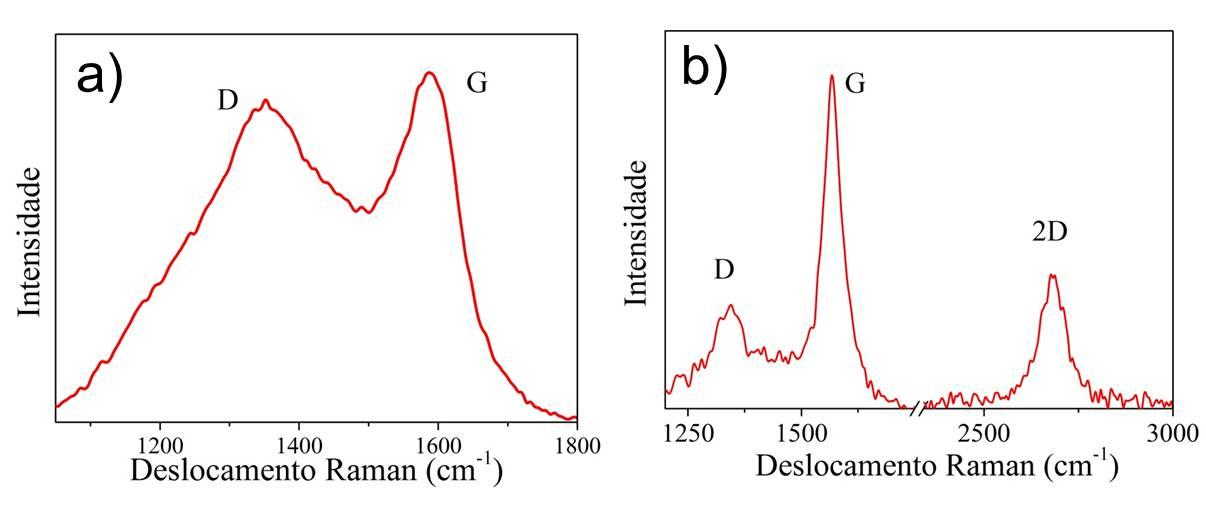 a)
D
G
Intensidade
1200 1400 1600 1800
Deslocamento Raman (cm⁻¹)
b)
G
D
2D
Intensidade
1250 1500 2500 3000
Deslocamento Raman (cm⁻¹)